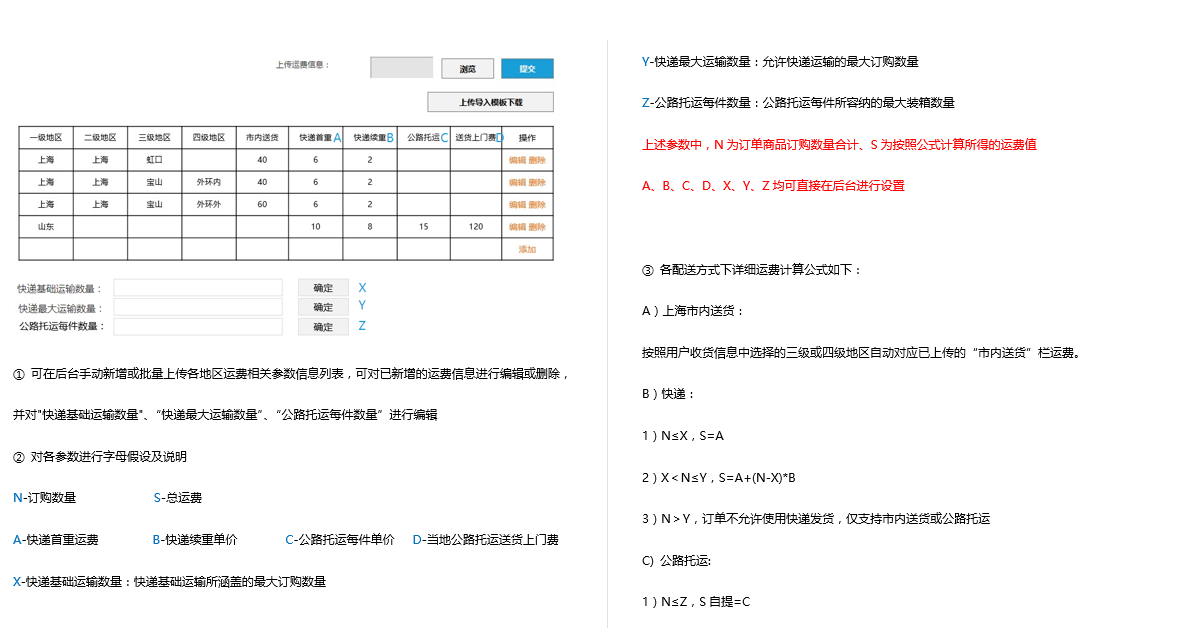 上传运费信息：
浏览
提交
上传导入模板下载
一级地区 二级地区 三级地区 四级地区 市内送货 快递首重A 快递续重B 公路托运C 送货上门费D 操作
上海 上海 虹口 40 6 2 编辑 删除
上海 上海 宝山 外环内 40 6 2 编辑 删除
上海 上海 宝山 外环外 60 6 2 编辑 删除
山东 10 8 15 120 编辑 删除
添加
快递基础运输数量： 确定 X
快递最大运输数量： 确定 Y
公路托运每件数量： 确定 Z
① 可在后台手动新增或批量上传各地区运费相关参数信息列表，可对已新增的运费信息进行编辑或删除，
并对"快递基础运输数量"、“快递最大运输数量”、“公路托运每件数量”进行编辑
② 对各参数进行字母假设及说明
N-订购数量 S-总运费
A-快递首重运费 B-快递续重单价 C-公路托运每件单价 D-当地公路托运送货上门费
X-快递基础运输数量：快递基础运输所涵盖的最大订购数量
Y-快递最大运输数量：允许快递运输的最大订购数量
Z-公路托运每件数量：公路托运每件所容纳的最大装箱数量
上述参数中，N 为订单商品订购数量合计、S 为按照公式计算所得的运费值
A、B、C、D、X、Y、Z 均可直接在后台进行设置
③ 各配送方式下详细运费计算公式如下：
A）上海市内送货：
按照用户收货信息中选择的三级或四级地区自动对应已上传的“市内送货”栏运费。
B）快递：
1）N≤X，S=A
2）X＜N≤Y，S=A+(N-X)*B
3）N＞Y，订单不允许使用快递发货，仅支持市内送货或公路托运
C) 公路托运:
1）N≤Z，S 自提=C